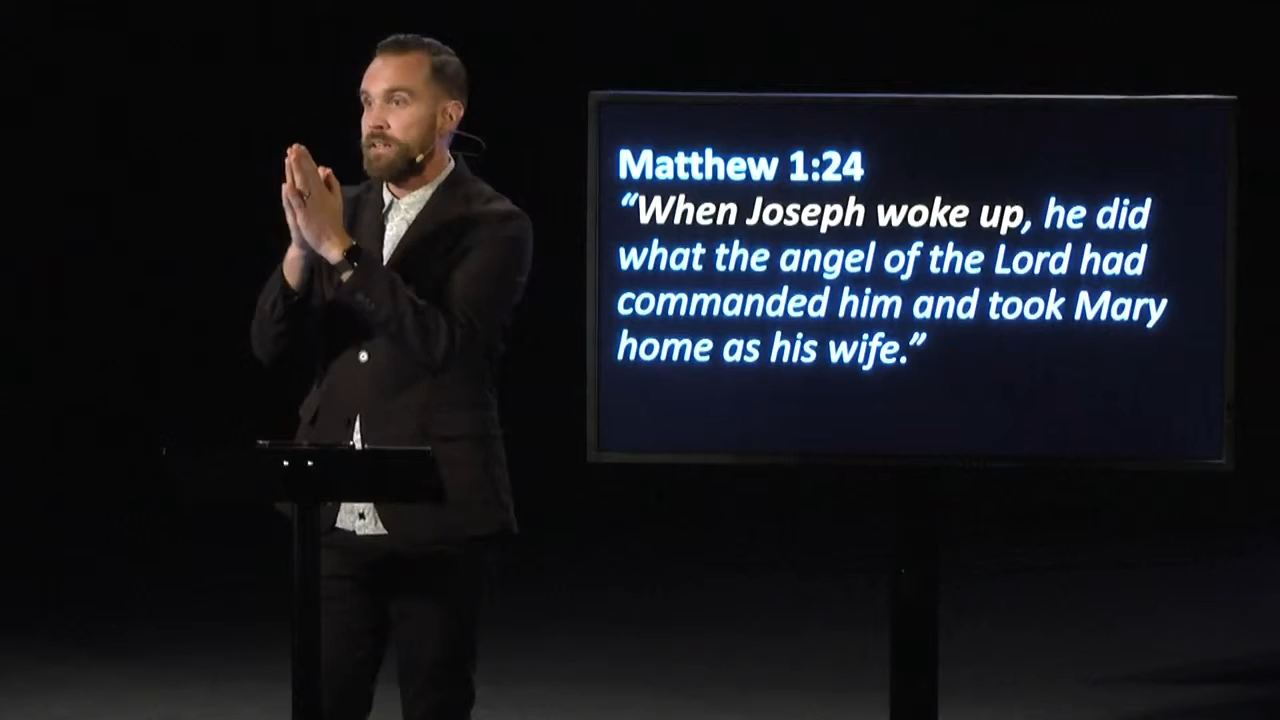 Matthew 1:24
“When Joseph woke up, he did
what the angel of the Lord had
commanded him and took Mary
home as his wife.”